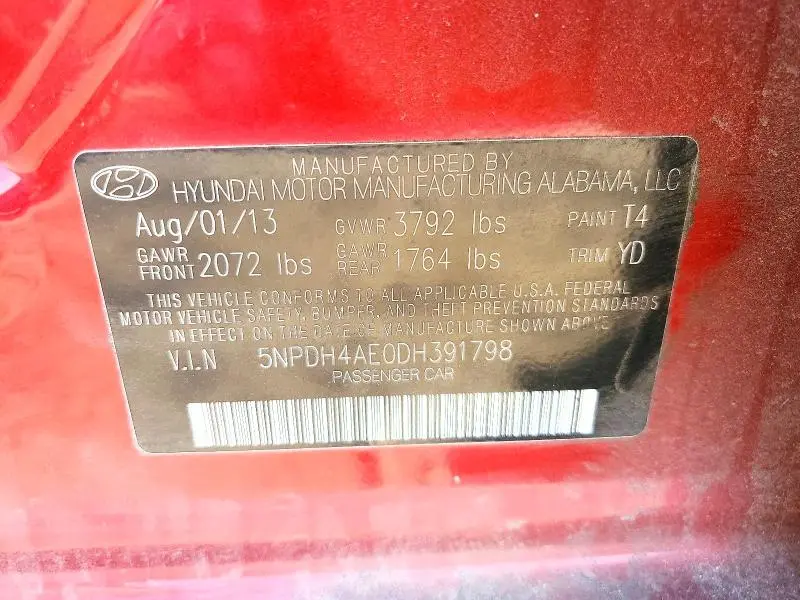 MANUFACTURED BY
HYUNDAI MOTOR MANUFACTURING ALABAMA, LLC
Aug/01/13 GVWR 3792 lbs PAINT T4
GAWR FRONT 2072 lbs GAWR REAR 1764 lbs TRIM YD
THIS VEHICLE CONFORMS TO ALL APPLICABLE U.S.A. FEDERAL
MOTOR VEHICLE SAFETY, BUMPER, AND THEFT PREVENTION STANDARDS
IN EFFECT ON THE DATE OF MANUFACTURE SHOWN ABOVE
V.I.N 5NPDH4AE0DH391798
PASSENGER CAR